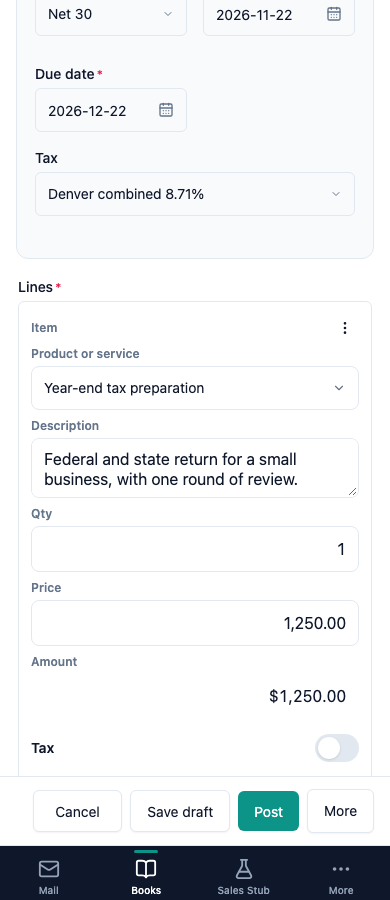 Net 30
2026-11-22
Due date*
2026-12-22
Tax
Denver combined 8.71%
Lines*
Item
Product or service
Year-end tax preparation
Description
Federal and state return for a small
business, with one round of review.
Qty
1
Price
1,250.00
Amount
$1,250.00
Tax
Cancel
Save draft
Post
More
Mail
Books
Sales Stub
More